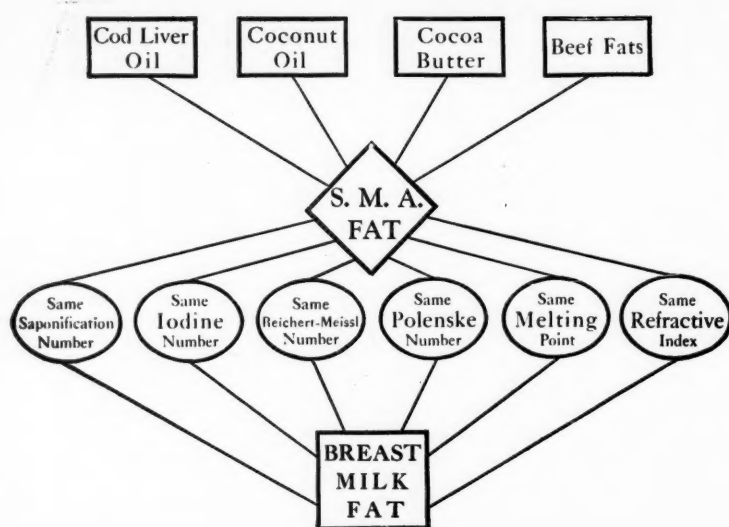 Cod Liver
Oil
Coconut
Oil
Cocoa
Butter
Beef Fats
S. M. A.
FAT
Same
Saponification
Number
Same
Iodine
Number
Same
Reichert-Meissl
Number
Same
Polenske
Number
Same
Melting
Point
Same
Refractive
Index
BREAST
MILK
FAT